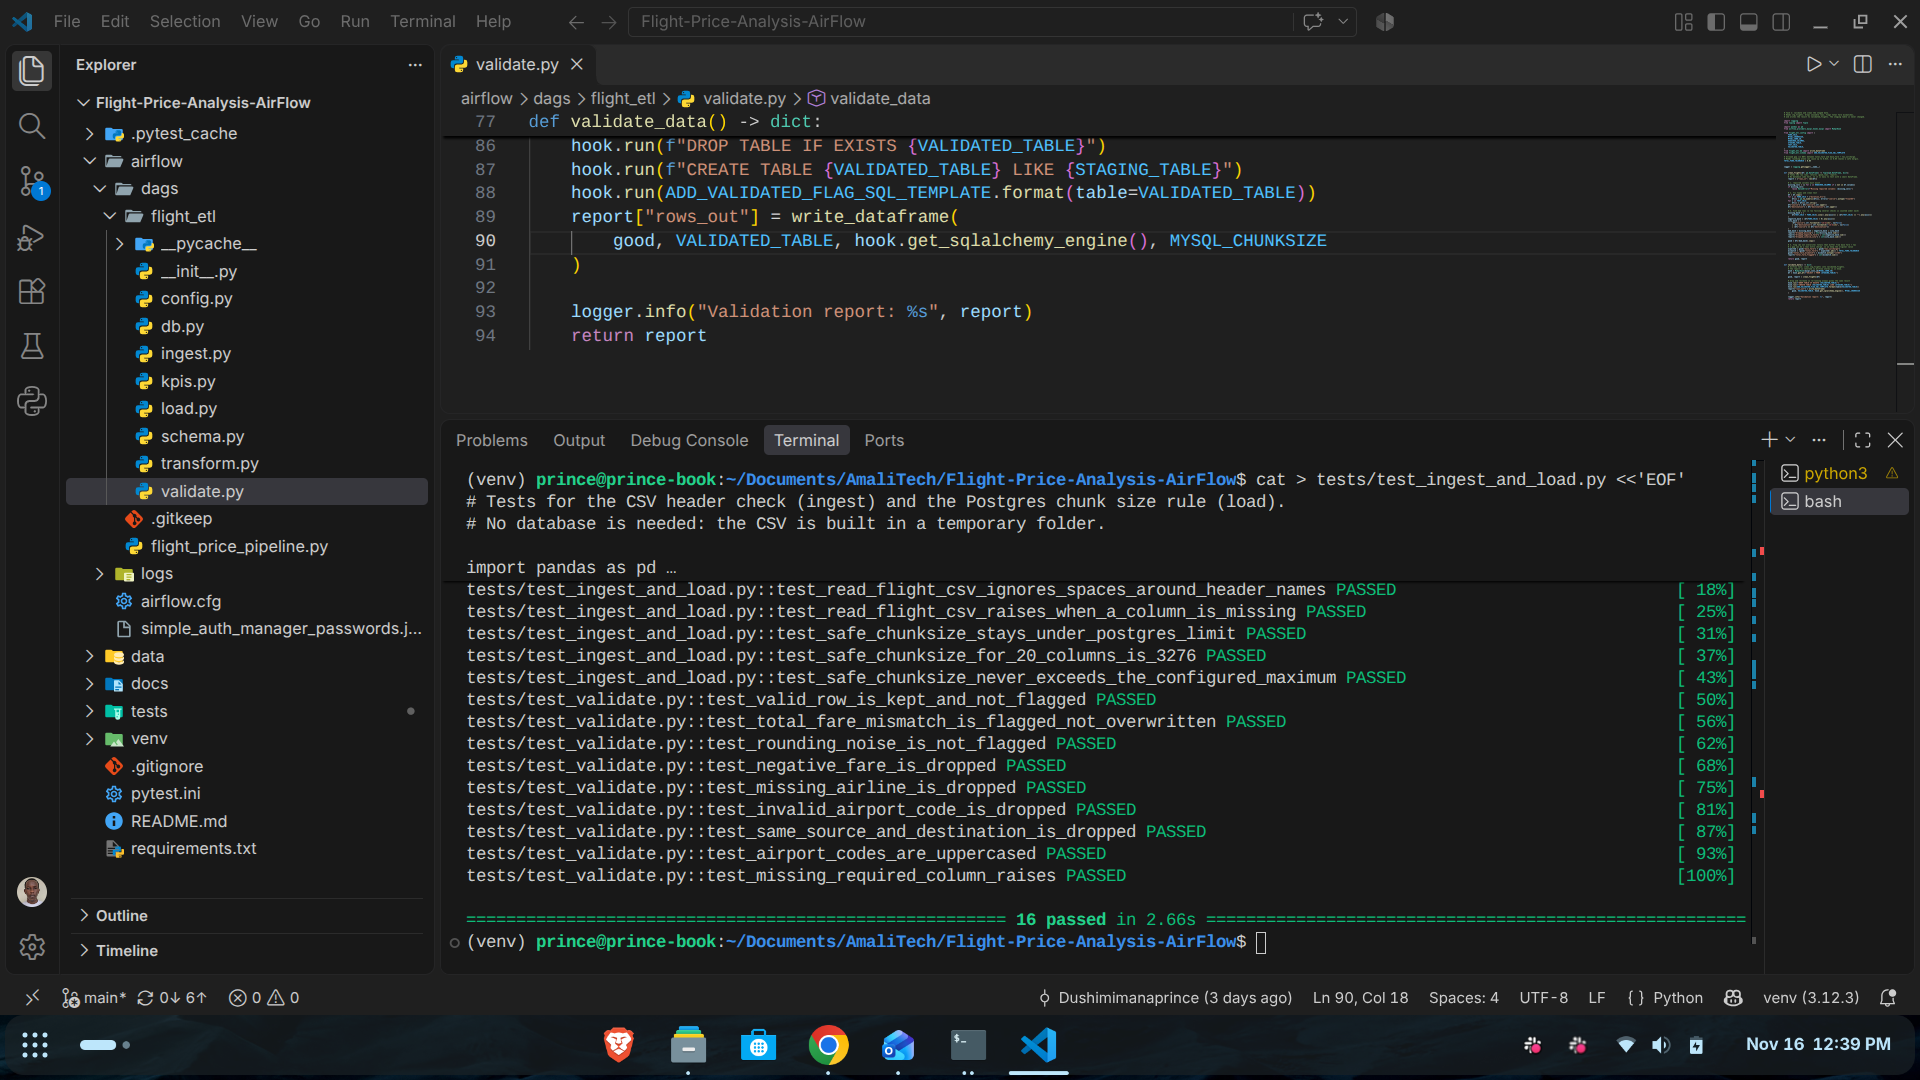 File Edit Selection View Go Run Terminal Help
Flight-Price-Analysis-AirFlow
Explorer
Flight-Price-Analysis-AirFlow
.pytest_cache
airflow
dags
flight_etl
__pycache__
__init__.py
config.py
db.py
ingest.py
kpis.py
load.py
schema.py
transform.py
validate.py
.gitkeep
flight_price_pipeline.py
logs
airflow.cfg
simple_auth_manager_passwords.j...
data
docs
tests
venv
.gitignore
pytest.ini
README.md
requirements.txt
Outline
Timeline
1
validate.py
airflow > dags > flight_etl > validate.py > validate_data
77 def validate_data() -> dict:
86 hook.run(f"DROP TABLE IF EXISTS {VALIDATED_TABLE}")
87 hook.run(f"CREATE TABLE {VALIDATED_TABLE} LIKE {STAGING_TABLE}")
88 hook.run(ADD_VALIDATED_FLAG_SQL_TEMPLATE.format(table=VALIDATED_TABLE))
89 report["rows_out"] = write_dataframe(
90 good, VALIDATED_TABLE, hook.get_sqlalchemy_engine(), MYSQL_CHUNKSIZE
91 )
92
93 logger.info("Validation report: %s", report)
94 return report
Problems Output Debug Console Terminal Ports
(venv) prince@prince-book:~/Documents/AmaliTech/Flight-Price-Analysis-AirFlow$ cat > tests/test_ingest_and_load.py <<'EOF'
# Tests for the CSV header check (ingest) and the Postgres chunk size rule (load).
# No database is needed: the CSV is built in a temporary folder.
import pandas as pd …
tests/test_ingest_and_load.py::test_read_flight_csv_ignores_spaces_around_header_names PASSED [ 18%]
tests/test_ingest_and_load.py::test_read_flight_csv_raises_when_a_column_is_missing PASSED [ 25%]
tests/test_ingest_and_load.py::test_safe_chunksize_stays_under_postgres_limit PASSED [ 31%]
tests/test_ingest_and_load.py::test_safe_chunksize_for_20_columns_is_3276 PASSED [ 37%]
tests/test_ingest_and_load.py::test_safe_chunksize_never_exceeds_the_configured_maximum PASSED [ 43%]
tests/test_validate.py::test_valid_row_is_kept_and_not_flagged PASSED [ 50%]
tests/test_validate.py::test_total_fare_mismatch_is_flagged_not_overwritten PASSED [ 56%]
tests/test_validate.py::test_rounding_noise_is_not_flagged PASSED [ 62%]
tests/test_validate.py::test_negative_fare_is_dropped PASSED [ 68%]
tests/test_validate.py::test_missing_airline_is_dropped PASSED [ 75%]
tests/test_validate.py::test_invalid_airport_code_is_dropped PASSED [ 81%]
tests/test_validate.py::test_same_source_and_destination_is_dropped PASSED [ 87%]
tests/test_validate.py::test_airport_codes_are_uppercased PASSED [ 93%]
tests/test_validate.py::test_missing_required_column_raises PASSED [100%]
====================================================== 16 passed in 2.66s ======================================================
(venv) prince@prince-book:~/Documents/AmaliTech/Flight-Price-Analysis-AirFlow$
python3
bash
main* 0↓ 6↑ 0 0 Dushimimanaprince (3 days ago) Ln 90, Col 18 Spaces: 4 UTF-8 LF { } Python venv (3.12.3)
Nov 16 12:39 PM